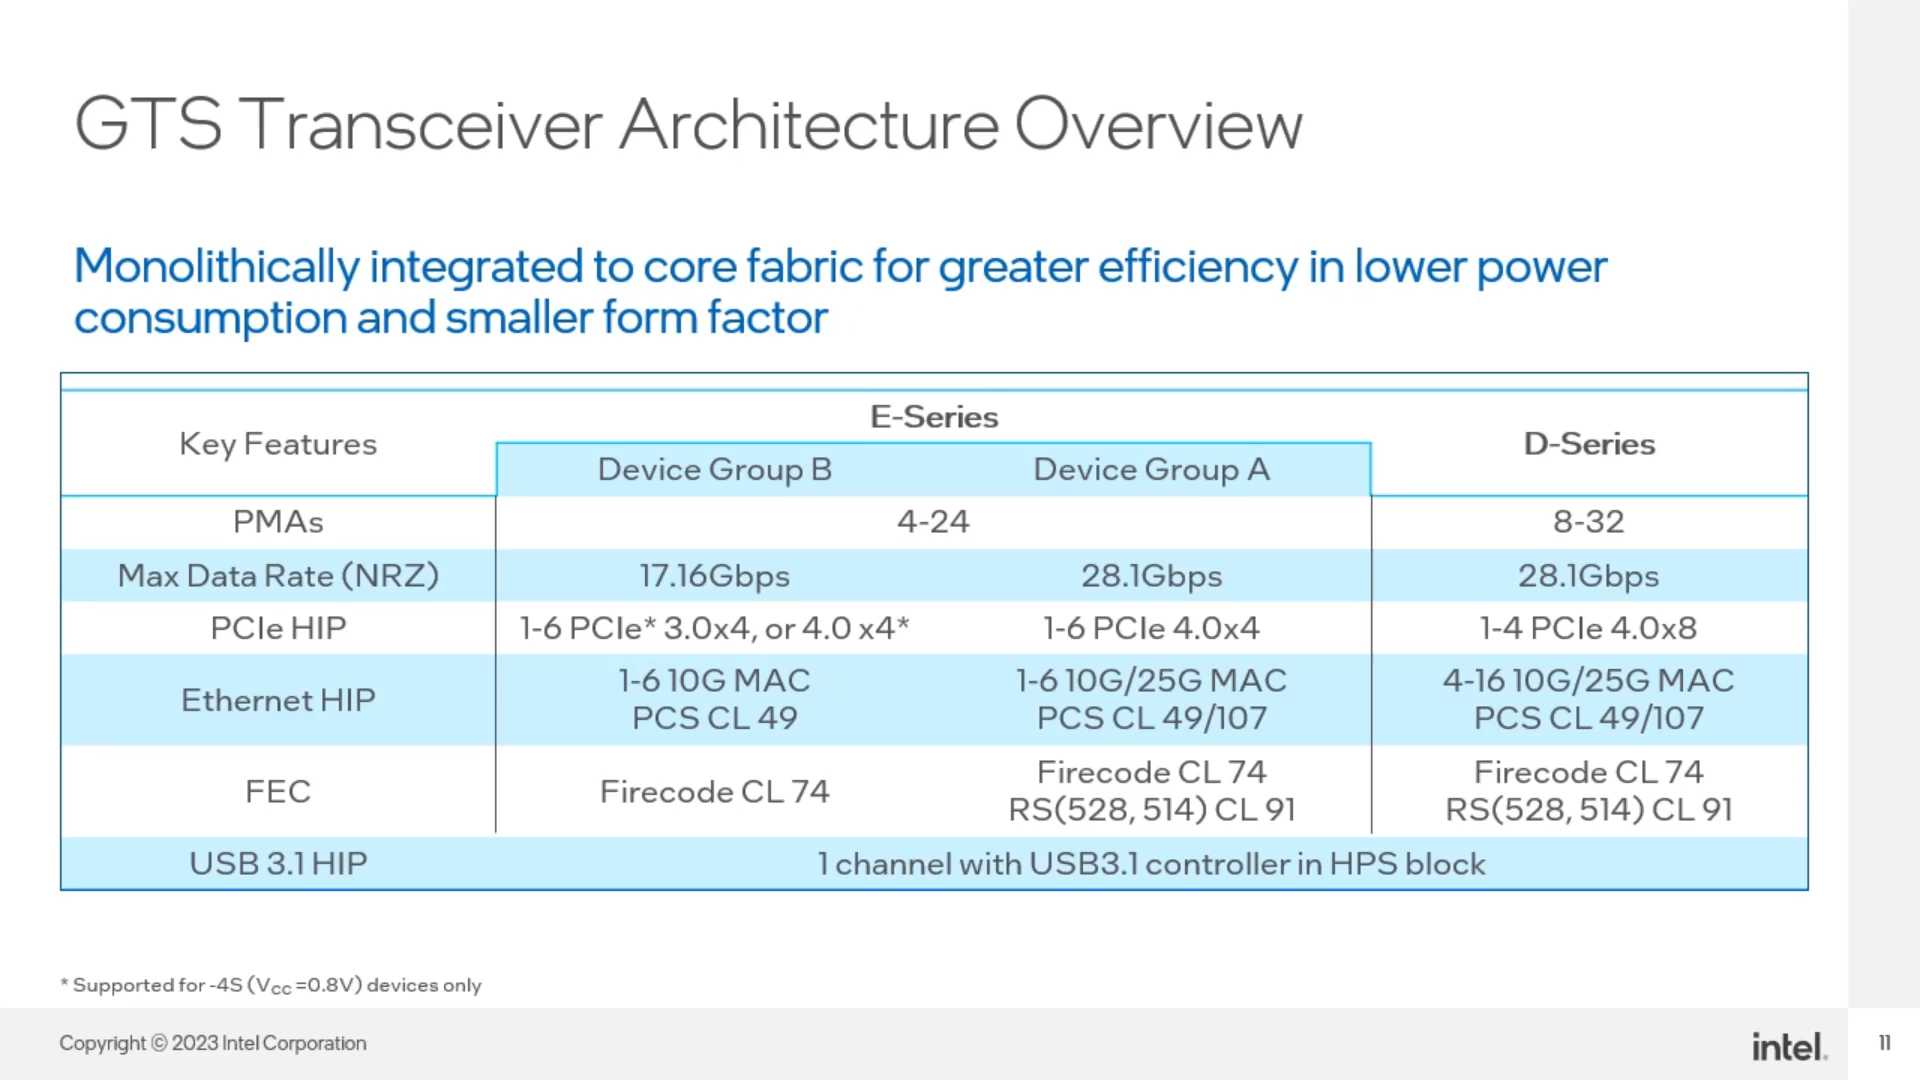 GTS Transceiver Architecture Overview
Monolithically integrated to core fabric for greater efficiency in lower power
consumption and smaller form factor
Key Features
E-Series
D-Series
Device Group B
Device Group A
PMAs
4-24
8-32
Max Data Rate (NRZ)
17.16Gbps
28.1Gbps
28.1Gbps
PCIe HIP
1-6 PCIe* 3.0x4, or 4.0 x4*
1-6 PCIe 4.0x4
1-4 PCIe 4.0x8
Ethernet HIP
1-6 10G MAC
PCS CL 49
1-6 10G/25G MAC
PCS CL 49/107
4-16 10G/25G MAC
PCS CL 49/107
FEC
Firecode CL 74
Firecode CL 74
RS(528, 514) CL 91
Firecode CL 74
RS(528, 514) CL 91
USB 3.1 HIP
1 channel with USB3.1 controller in HPS block
* Supported for -4S (VCC =0.8V) devices only
Copyright © 2023 Intel Corporation
intel.
11